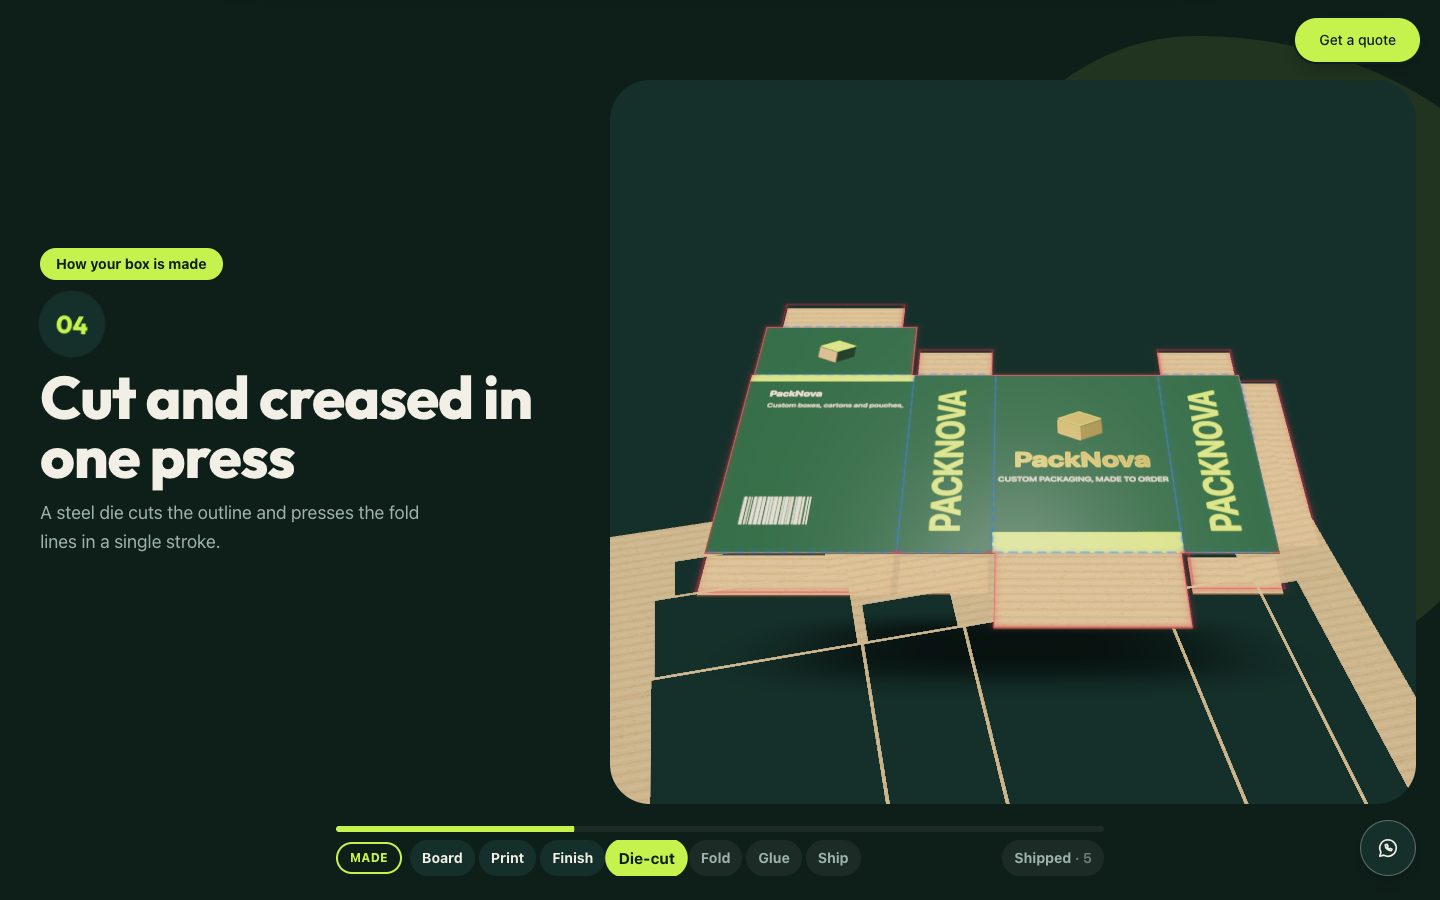 Get a quote
How your box is made
04
Cut and creased in
one press
A steel die cuts the outline and presses the fold
lines in a single stroke.
PackNova
Custom boxes, cartons and pouches,
PACKNOVA
PackNova
CUSTOM PACKAGING, MADE TO ORDER
PACKNOVA
MADE
Board
Print
Finish
Die-cut
Fold
Glue
Ship
Shipped · 5